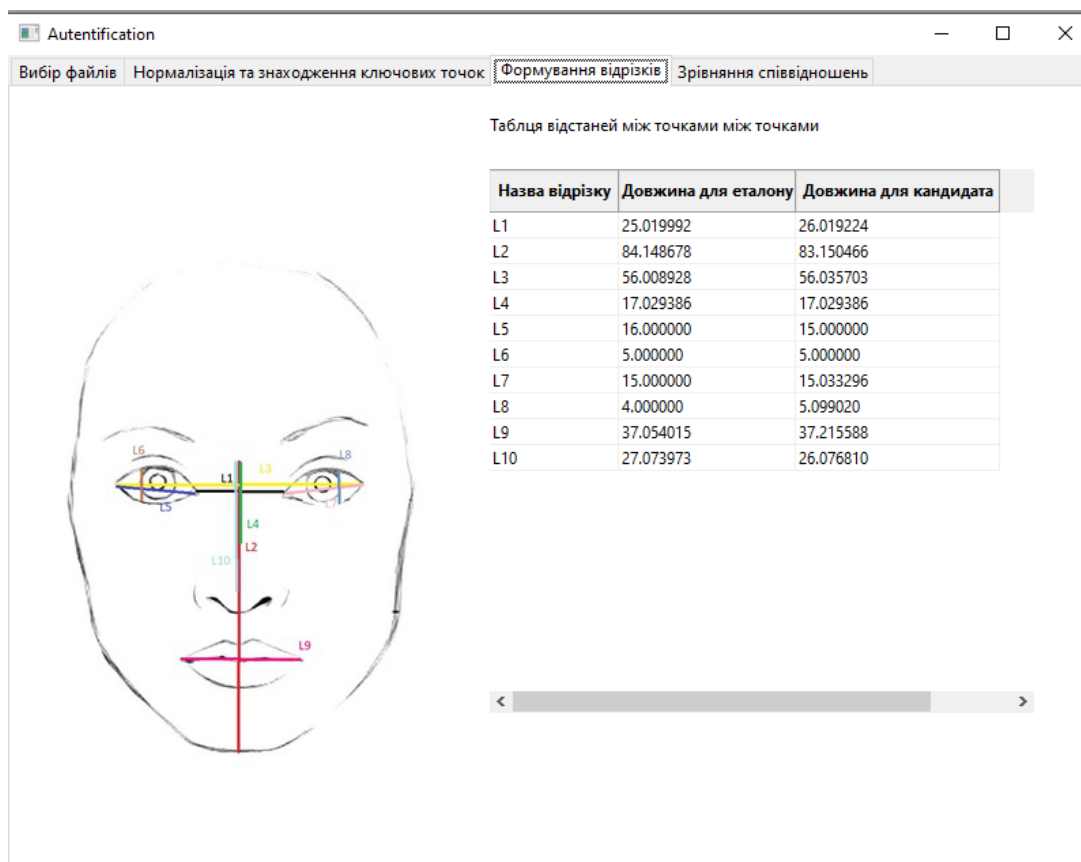 Autentification
Вибір файлів Нормалізація та знаходження ключових точок Формування відрізків Зрівняння співвідношень
Таблця відстаней між точками між точками
Назва відрізку Довжина для еталону Довжина для кандидата
L1 25.019992 26.019224
L2 84.148678 83.150466
L3 56.008928 56.035703
L4 17.029386 17.029386
L5 16.000000 15.000000
L6 5.000000 5.000000
L7 15.000000 15.033296
L8 4.000000 5.099020
L9 37.054015 37.215588
L10 27.073973 26.076810
L6 L8
L1 L3
L5 L7
L4
L10 L2
L9